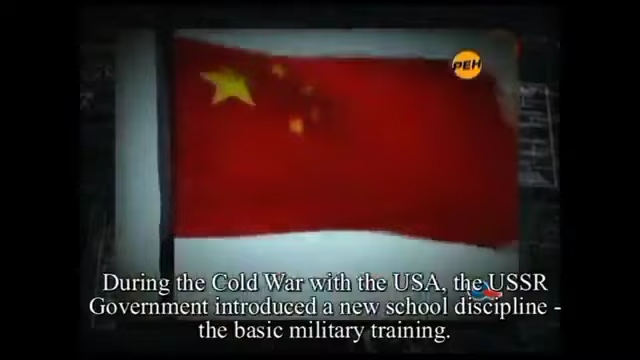 РЕН
During the Cold War with the USA, the USSR
Government introduced a new school discipline -
the basic military training.